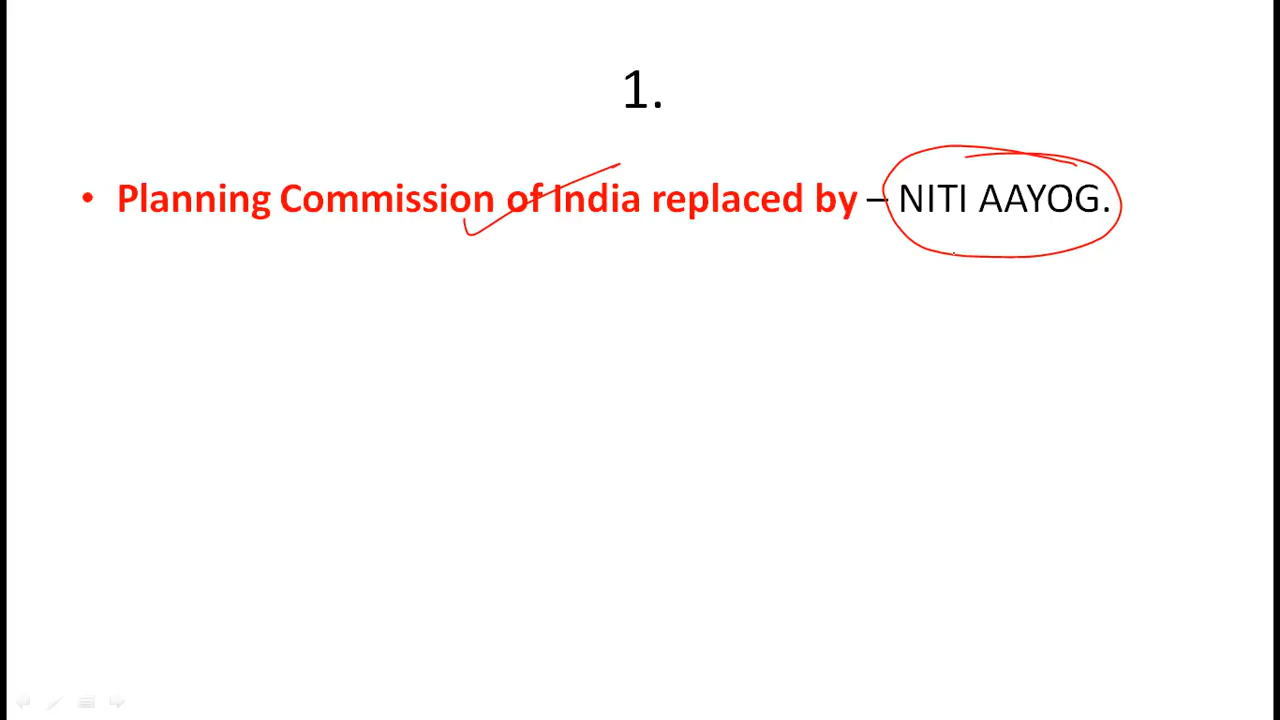 1.
• Planning Commission of India replaced by – NITI AAYOG.